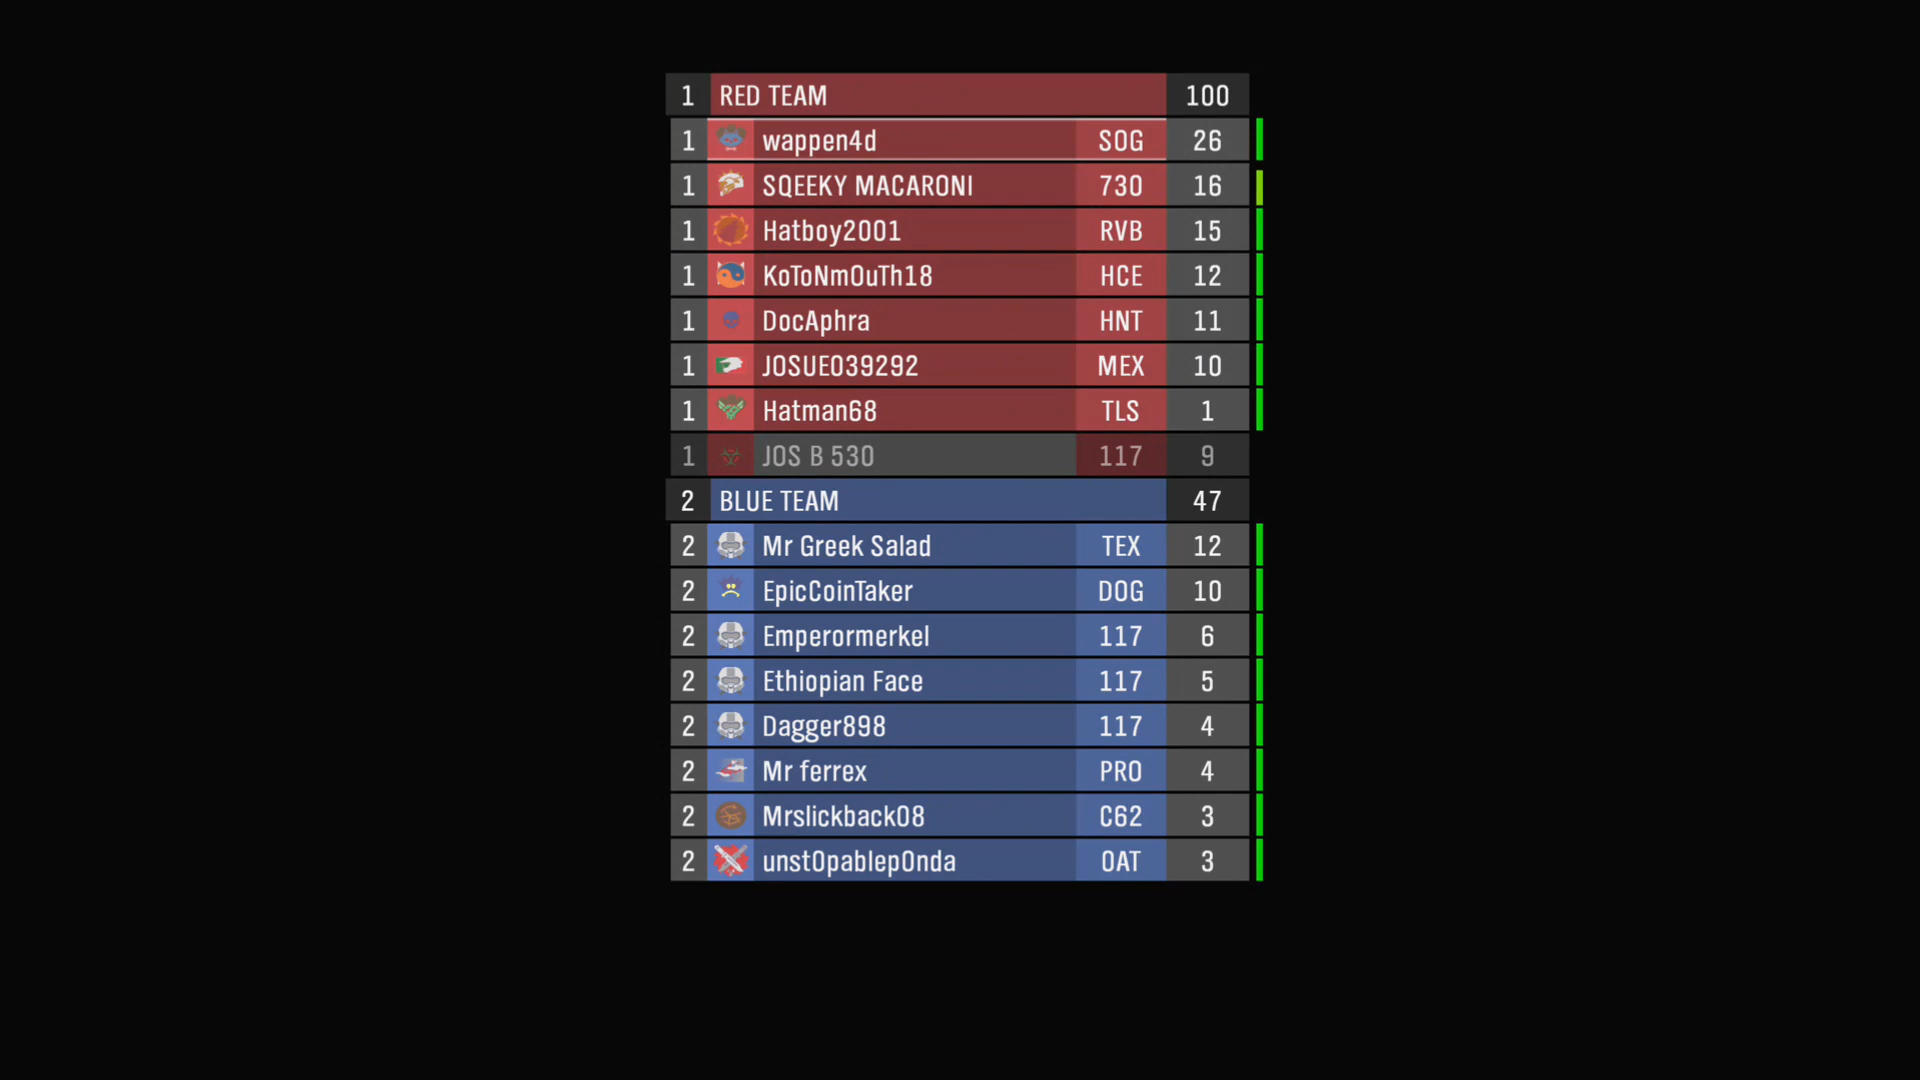 1 RED TEAM 100
1 wappen4d SOG 26
1 SQEEKY MACARONI 730 16
1 Hatboy2001 RVB 15
1 KoToNmOuTh18 HCE 12
1 DocAphra HNT 11
1 JOSUE039292 MEX 10
1 Hatman68 TLS 1
1 JOS B 530 117 9
2 BLUE TEAM 47
2 Mr Greek Salad TEX 12
2 EpicCoinTaker DOG 10
2 Emperormerkel 117 6
2 Ethiopian Face 117 5
2 Dagger898 117 4
2 Mr ferrex PRO 4
2 Mrslickback08 C62 3
2 unst0pablep0nda OAT 3